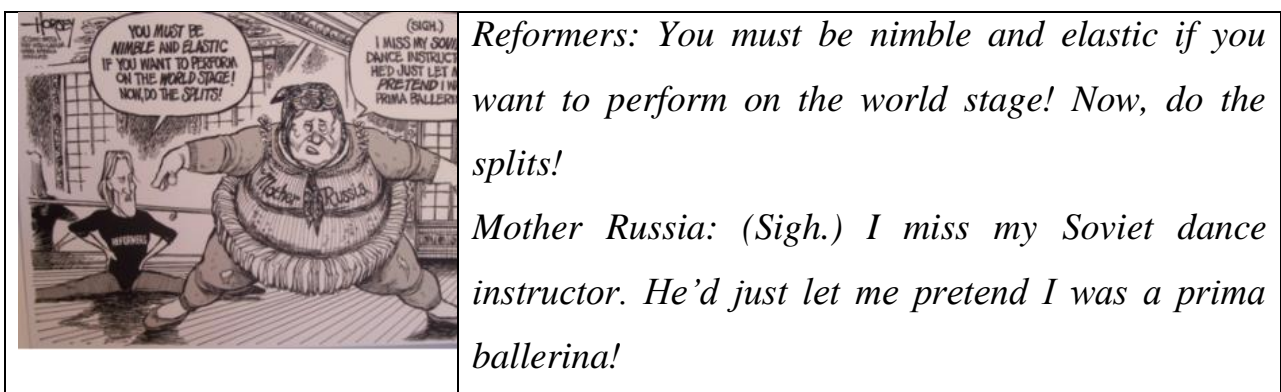 HORSEY
YOU MUST BE
NIMBLE AND ELASTIC
IF YOU WANT TO PERFORM
ON THE WORLD STAGE!
NOW, DO THE SPLITS!
(SIGH.)
I MISS MY SOVI
DANCE INSTRUCT
HE'D JUST LET M
PRETEND I W
PRIMA BALLERI
REFORMERS
Mother Russia
Reformers: You must be nimble and elastic if you
want to perform on the world stage! Now, do the
splits!
Mother Russia: (Sigh.) I miss my Soviet dance
instructor. He’d just let me pretend I was a prima
ballerina!